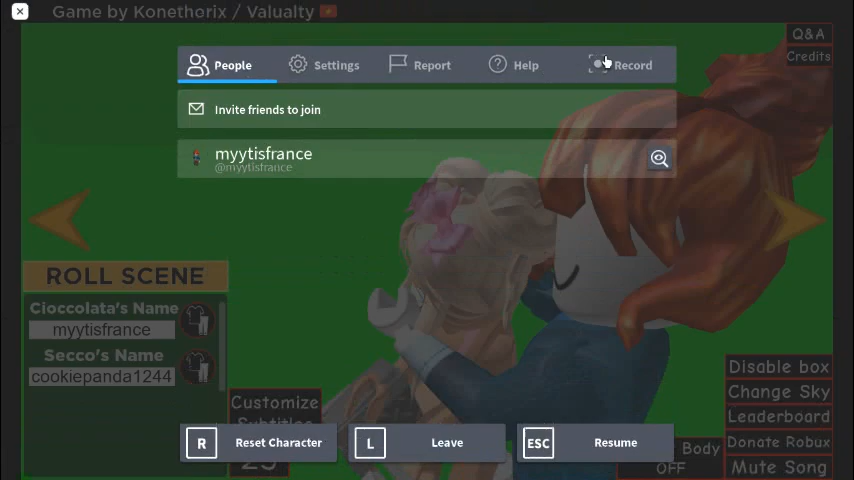 Game by Konethorix / Valualty
Q&A
Credits
People
Settings
Report
Help
Record
Invite friends to join
myytisfrance
@myytisfrance
ROLL SCENE
Cioccolata's Name
myytisfrance
Secco's Name
cookiepanda1244
Customize
Subtitles
Disable box
Change Sky
Leaderboard
Donate Robux
Mute Song
Body
OFF
R
Reset Character
L
Leave
ESC
Resume